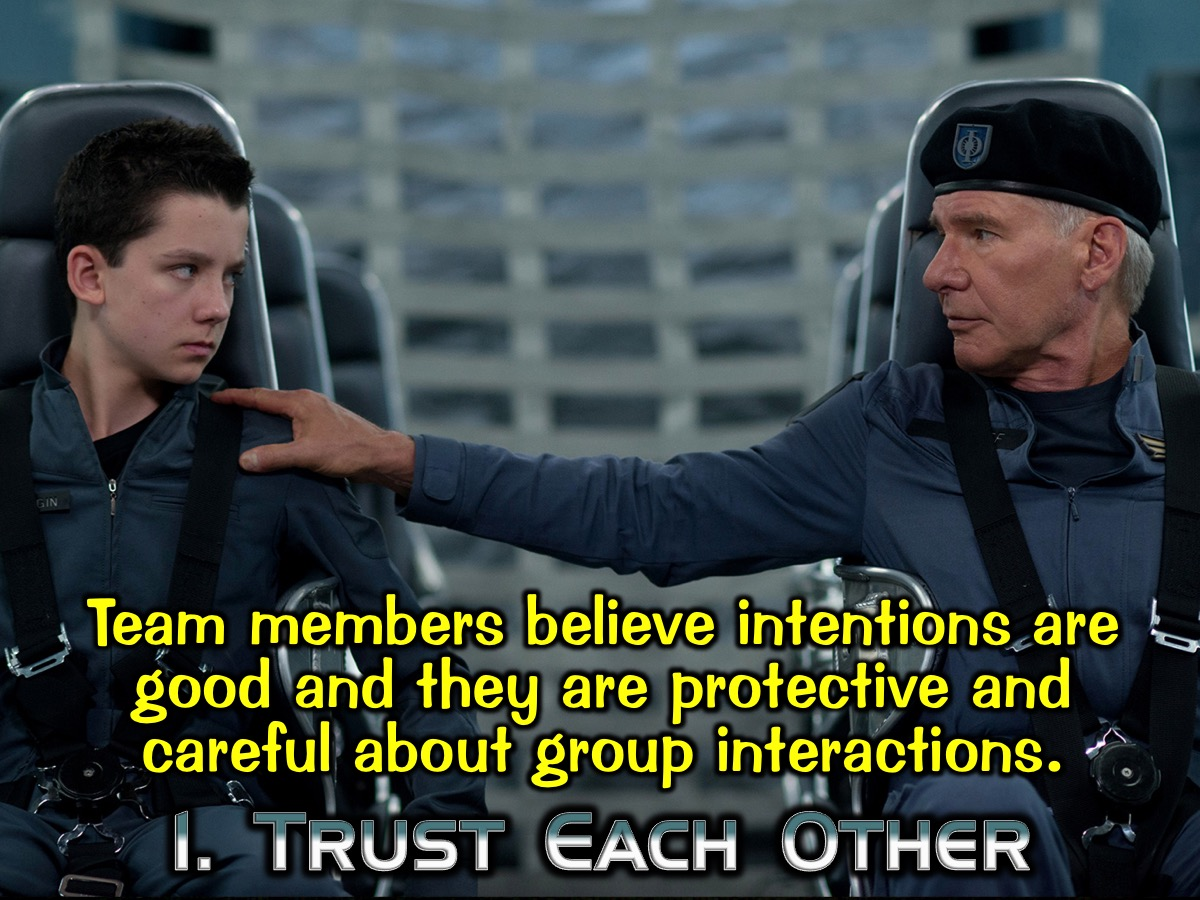 GIN
Team members believe intentions are
good and they are protective and
careful about group interactions.
1. Trust Each Other